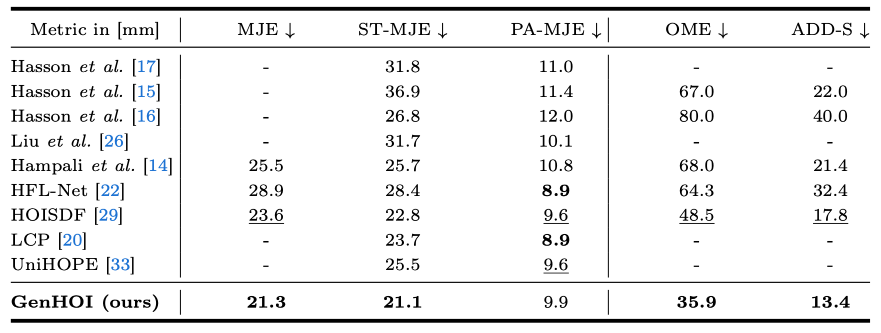 Metric in [mm] MJE ↓ ST-MJE ↓ PA-MJE ↓ OME ↓ ADD-S ↓
Hasson et al. [17] - 31.8 11.0 - -
Hasson et al. [15] - 36.9 11.4 67.0 22.0
Hasson et al. [16] - 26.8 12.0 80.0 40.0
Liu et al. [26] - 31.7 10.1 - -
Hampali et al. [14] 25.5 25.7 10.8 68.0 21.4
HFL-Net [22] 28.9 28.4 8.9 64.3 32.4
HOISDF [29] 23.6 22.8 9.6 48.5 17.8
LCP [20] - 23.7 8.9 - -
UniHOPE [33] - 25.5 9.6 - -
GenHOI (ours) 21.3 21.1 9.9 35.9 13.4